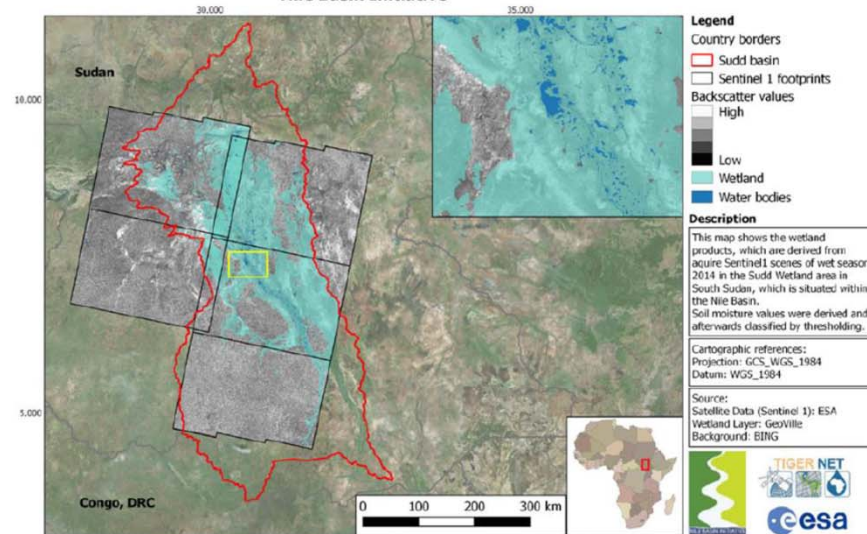 30.000
35.000
10.000
5.000
Sudan
Congo, DRC
0 100 200 300 km
Legend
Country borders
Sudd basin
Sentinel 1 footprints
Backscatter values
High
Low
Wetland
Water bodies
Description
This map shows the wetland
products, which are derived from
aquire Sentinel1 scenes of wet season
2014 in the Sudd Wetland area in
South Sudan, which is situated within
the Nile Basin.
Soil moisture values were derived and
afterwards classified by thresholding.
Cartographic references:
Projection: GCS_WGS_1984
Datum: WGS_1984
Source:
Satellite Data (Sentinel 1): ESA
Wetland Layer: GeoVille
Background: BING
NILE BASIN INITIATIVE
TIGER NET
esa